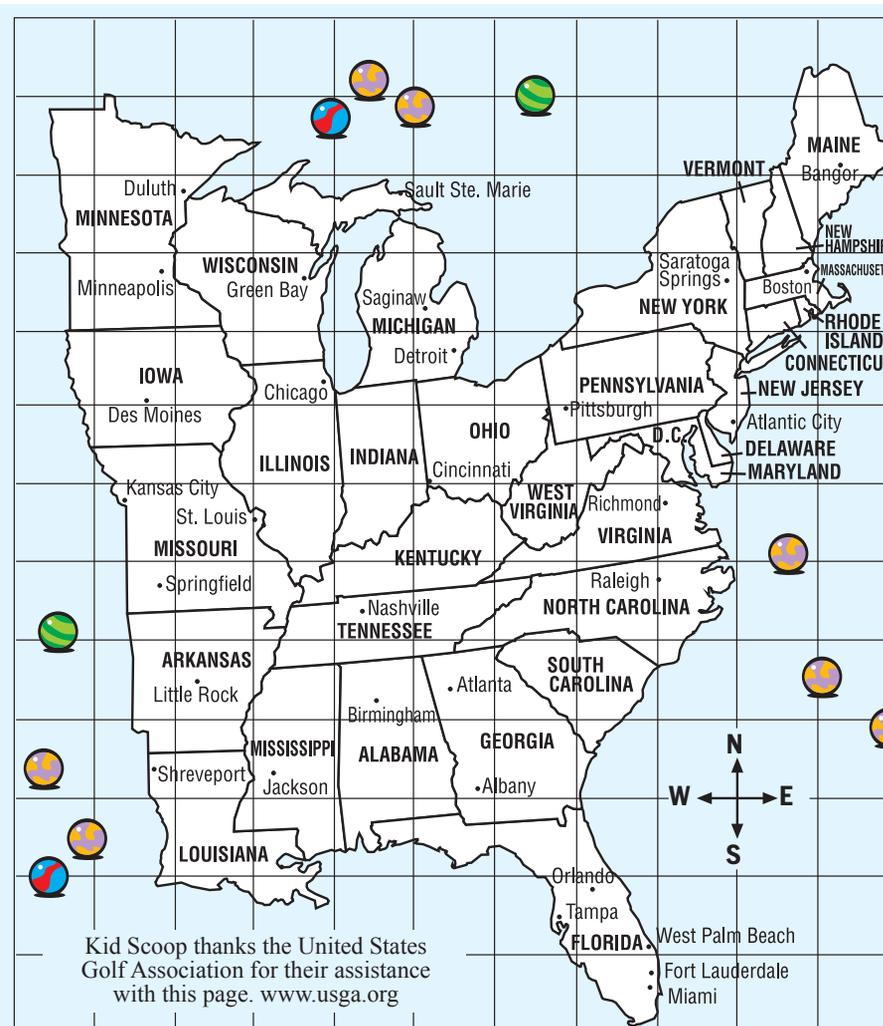 MAINE
VERMONT
Bangor
Duluth
Sault Ste. Marie
MINNESOTA
NEW
HAMPSHI
WISCONSIN
Saratoga
Springs
MASSACHUSET
Minneapolis
Green Bay
Boston
Saginaw
NEW YORK
MICHIGAN
RHODE
ISLAND
Detroit
CONNECTICU
IOWA
PENNSYLVANIA
NEW JERSEY
Chicago
Des Moines
Pittsburgh
Atlantic City
OHIO
D.C.
DELAWARE
ILLINOIS
INDIANA
MARYLAND
Cincinnati
Kansas City
WEST
VIRGINIA
Richmond
St. Louis
VIRGINIA
MISSOURI
KENTUCKY
Springfield
Raleigh
Nashville
NORTH CAROLINA
TENNESSEE
ARKANSAS
SOUTH
CAROLINA
Little Rock
Atlanta
Birmingham
GEORGIA
N
MISSISSIPPI
ALABAMA
Shreveport
Jackson
Albany
W
E
S
LOUISIANA
Orlando
Tampa
FLORIDA
West Palm Beach
Fort Lauderdale
Miami
Kid Scoop thanks the United States
Golf Association for their assistance
with this page. www.usga.org